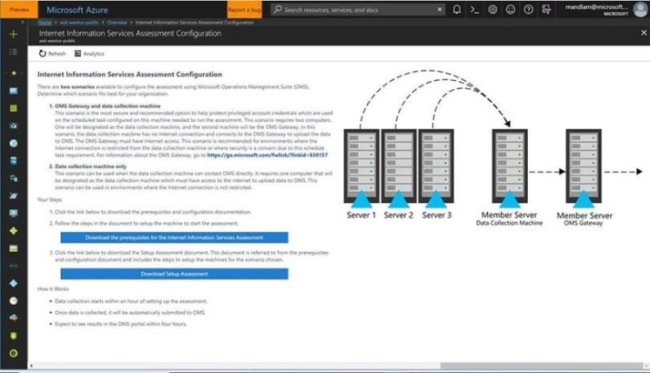 Preview
Microsoft Azure
Report a bug
Search resources, services, and docs
mandiam@microsoft...
MICROSOFT
Home > asd-westus-public > Overview > Internet Information Services Assessment Configuration
Internet Information Services Assessment Configuration
asd-westus-public
Refresh
Analytics
Internet Information Services Assessment Configuration
There are two scenarios available to configure the assessment using Microsoft Operations Management Suite (OMS).
Determine which scenario fits best for your organization.
1. OMS Gateway and data collection machine
This scenario is the most secure and recommended option to help protect privileged account credentials which are used
on the scheduled task configured on this machine needed to run the assessment. This scenario requires two computers.
One will be designated as the data collection machine, and the second machine will be the OMS Gateway. In this
scenario, the data collection machine has no Internet connection and connects to the OMS Gateway to upload the data
to OMS. The OMS Gateway must have Internet access. This scenario is recommended for environments where the
Internet connection is restricted from the data collection machine or where security is a concern due to this schedule
task requirement. For information about the OMS Gateway, go to https://go.microsoft.com/fwlink/?linkid=830157
2. Data collection machine only
This scenario can be used when the data collection machine can contact OMS directly. It requires one computer that will
be designated as the data collection machine which must have access to the Internet to upload data to OMS. This
scenario can be used in environments where the Internet connection is not restricted.
Your Steps
1. Click the link below to download the prerequisites and configuration documentation.
2. Follow the steps in the document to setup the machine to start the assessment.
Download the prerequisites for the Internet Information Services Assessment
3. Click the link below to download the Setup Assessment document. This document is referred to from the prerequisites
and configuration document and includes the steps to setup the machines for the scenario chosen.
Download Setup Assessment
How it Works
• Data collection starts within an hour of setting up the assessment.
• Once data is collected, it will be automatically submitted to OMS.
• Expect to see results in the OMS portal within four hours.
Server 1
Server 2
Server 3
Member Server
Data Collection Machine
Member Server
OMS Gateway